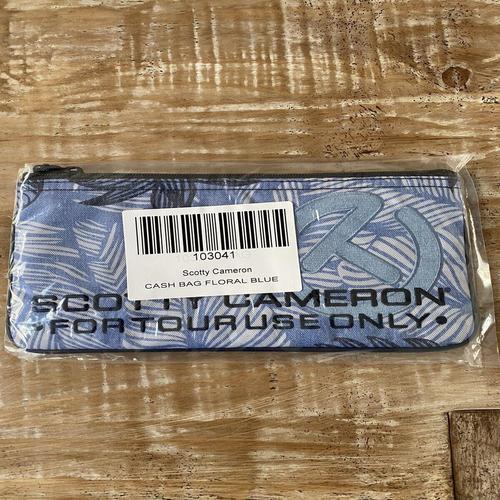 103041
Scotty Cameron
CASH BAG FLORAL BLUE
SCOTTY CAMERON
•FOR TOUR USE ONLY•